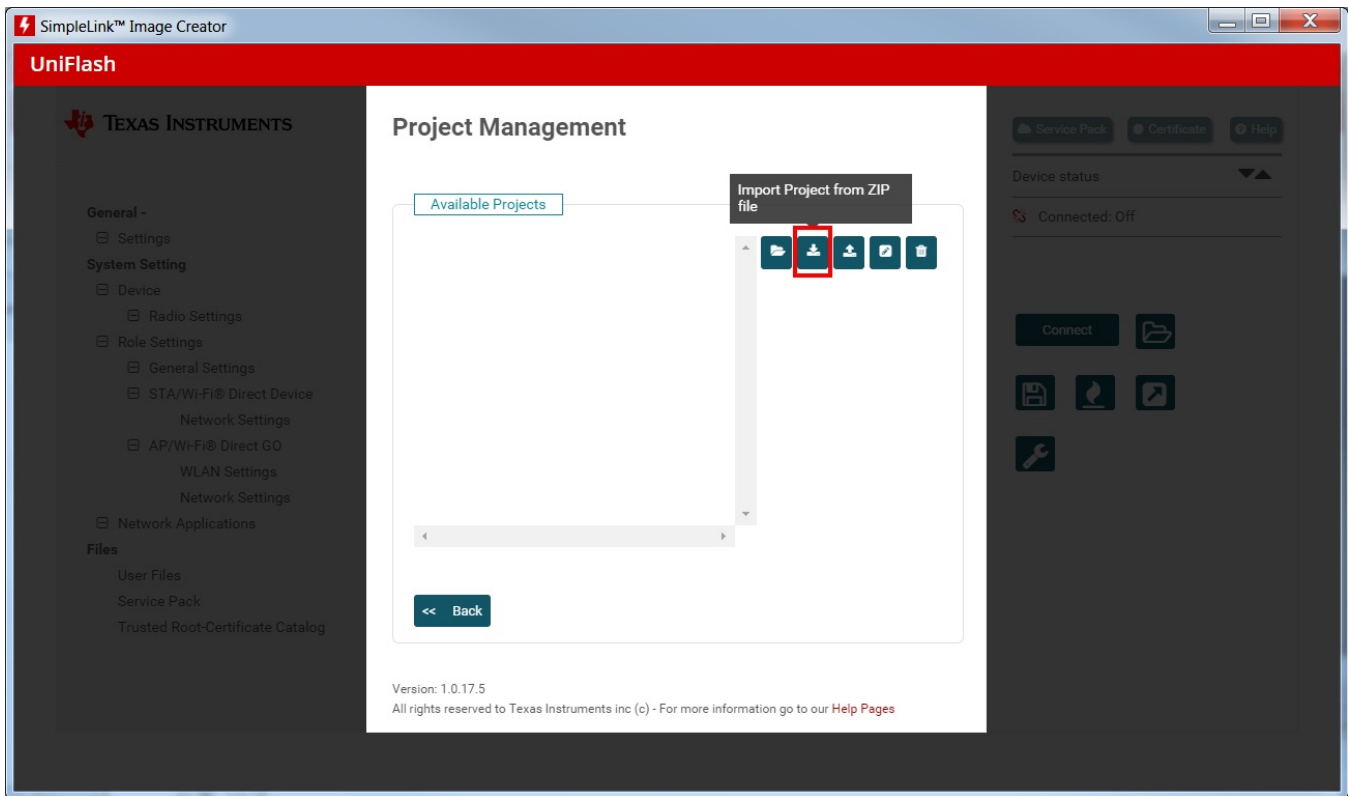 SimpleLink™ Image Creator
UniFlash
TEXAS INSTRUMENTS
General -
Settings
System Setting
Device
Radio Settings
Role Settings
General Settings
STA/Wi-Fi® Direct Device
Network Settings
AP/Wi-Fi® Direct GO
WLAN Settings
Network Settings
Network Applications
Files
User Files
Service Pack
Trusted Root-Certificate Catalog
Project Management
Available Projects
Import Project from ZIP
file
<< Back
Version: 1.0.17.5
All rights reserved to Texas Instruments inc (c) - For more information go to our Help Pages
Service Pack
Certificate
Help
Device status
Connected: Off
Connect